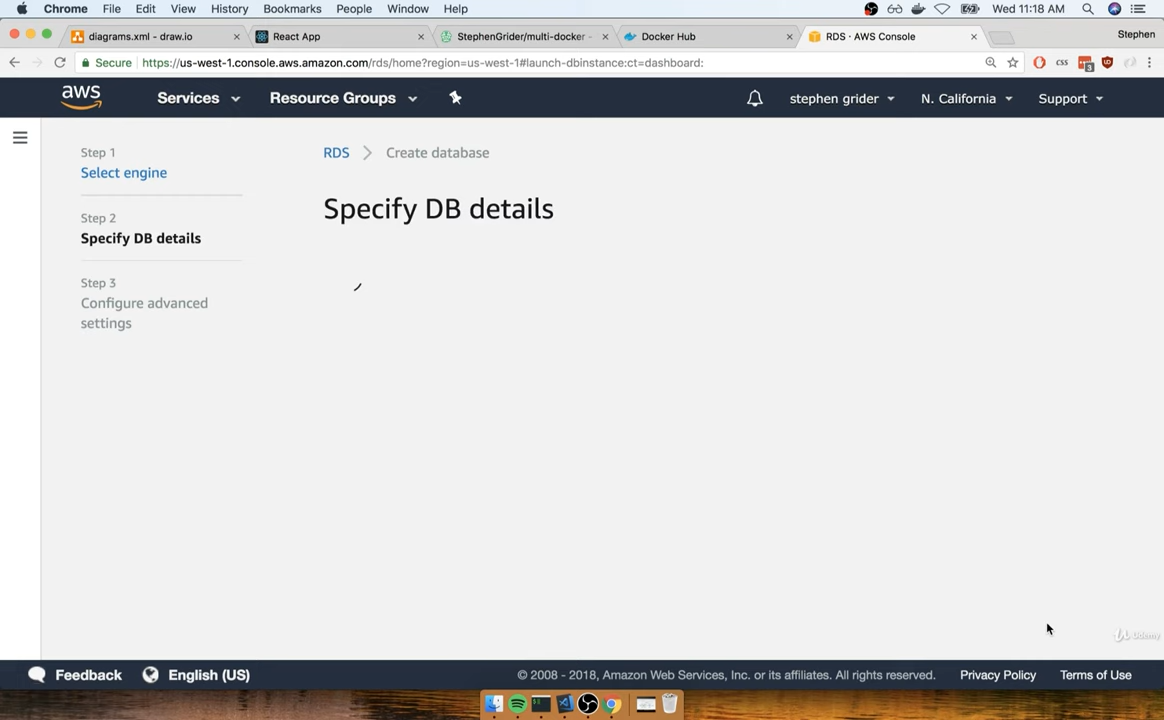 Chrome File Edit View History Bookmarks People Window Help Wed 11:18 AM
diagrams.xml - draw.io React App StephenGrider/multi-docker - Docker Hub RDS · AWS Console Stephen
Secure https://us-west-1.console.aws.amazon.com/rds/home?region=us-west-1#launch-dbinstance:ct=dashboard: CSS 3
aws Services Resource Groups stephen grider N. California Support
Step 1
Select engine
Step 2
Specify DB details
Step 3
Configure advanced
settings
RDS Create database
Specify DB details
Udemy
Feedback English (US) © 2008 - 2018, Amazon Web Services, Inc. or its affiliates. All rights reserved. Privacy Policy Terms of Use